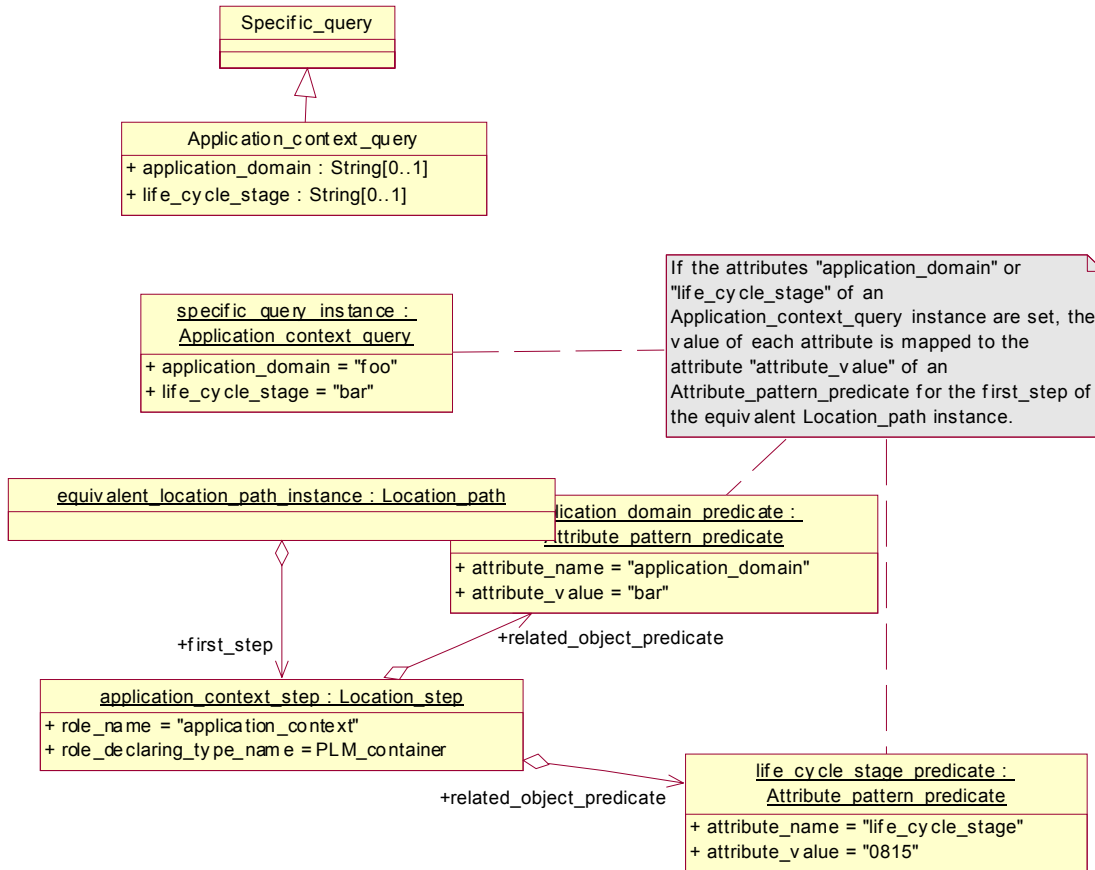 Specific_query
Application_context_query
+ application_domain : String[0..1]
+ life_cycle_stage : String[0..1]
If the attributes "application_domain" or
"life_cycle_stage" of an
Application_context_query instance are set, the
value of each attribute is mapped to the
attribute "attribute_value" of an
Attribute_pattern_predicate for the first_step of
the equivalent Location_path instance.
specific_query_instance :
Application_context_query
+ application_domain = "foo"
+ life_cycle_stage = "bar"
equivalent_location_path_instance : Location_path
lication_domain_predicate :
Attribute_pattern_predicate
+ attribute_name = "application_domain"
+ attribute_value = "bar"
+first_step
+related_object_predicate
application_context_step : Location_step
+ role_name = "application_context"
+ role_declaring_type_name = PLM_container
+related_object_predicate
life_cycle_stage_predicate :
Attribute_pattern_predicate
+ attribute_name = "life_cycle_stage"
+ attribute_value = "0815"